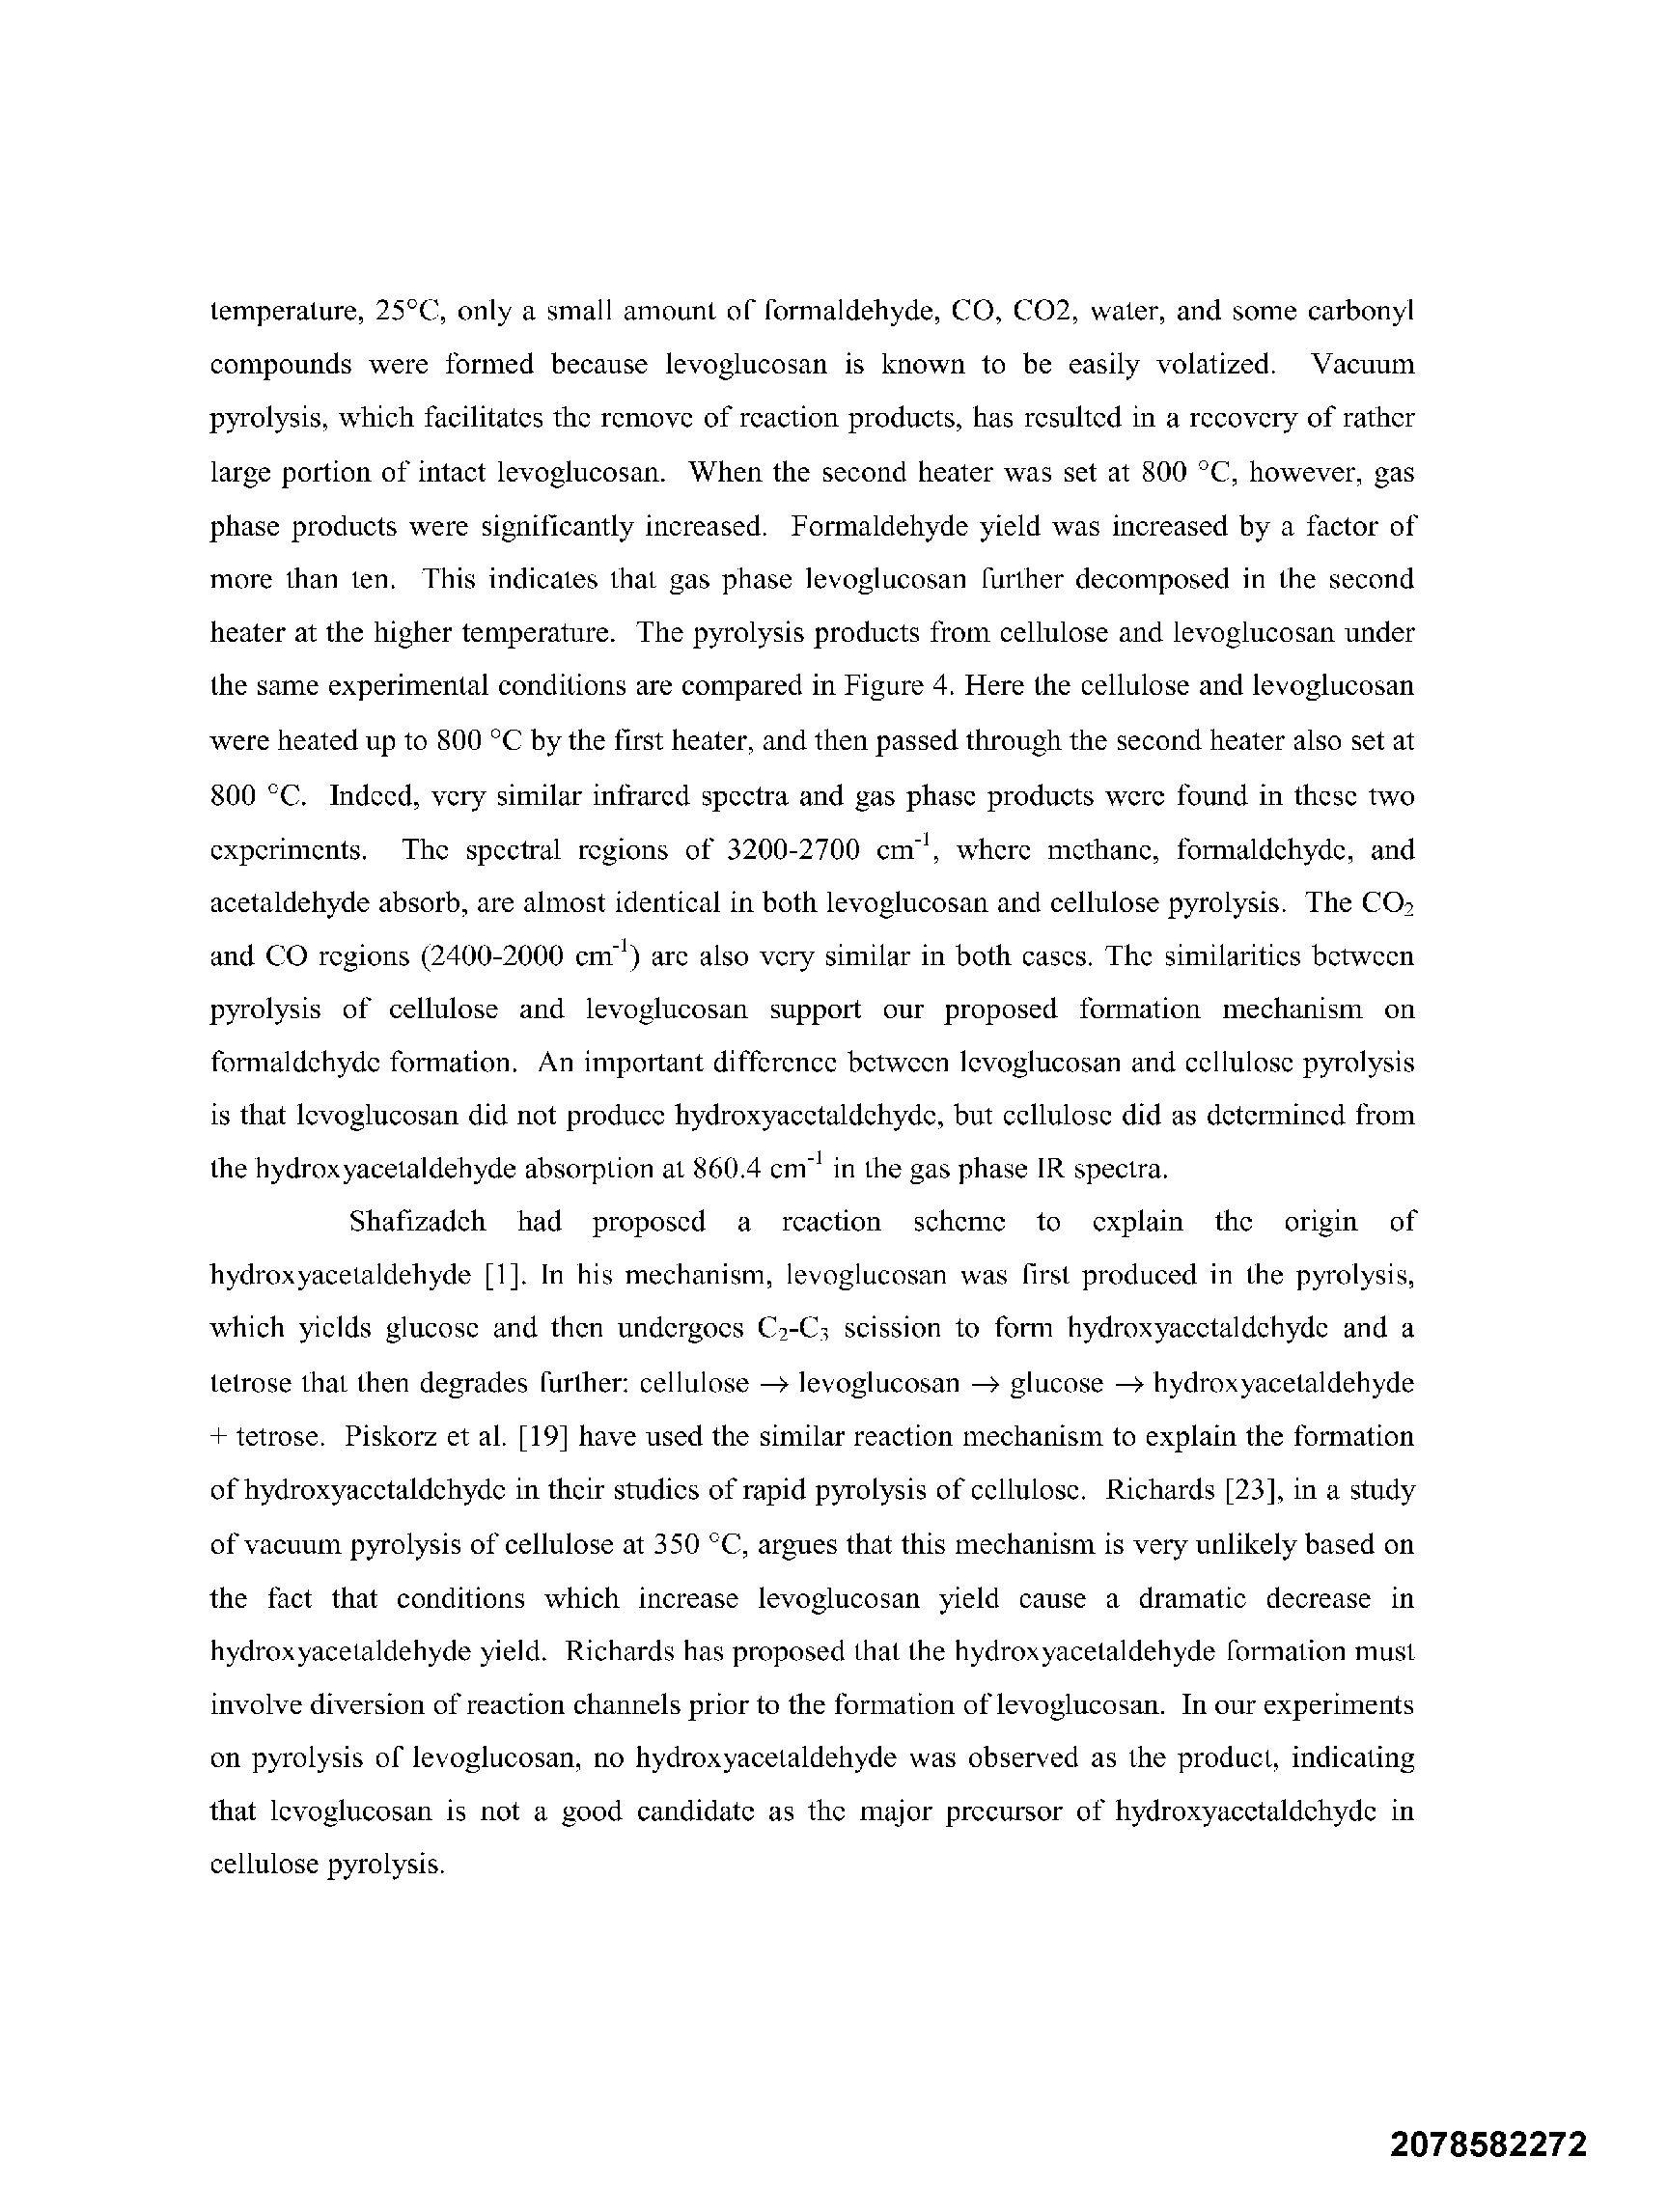 temperature, 25°C, only a small amount of formaldehyde, CO, CO2, water, and some carbonyl
compounds were formed because levoglucosan is known to be easily volatized. Vacuum
pyrolysis, which facilitates the remove of reaction products, has resulted in a recovery of rather
large portion of intact levoglucosan. When the second heater was set at 800 °C, however, gas
phase products were significantly increased. Formaldehyde yield was increased by a factor of
more than ten. This indicates that gas phase levoglucosan further decomposed in the second
heater at the higher temperature. The pyrolysis products from cellulose and levoglucosan under
the same experimental conditions are compared in Figure 4. Here the cellulose and levoglucosan
were heated up to 800 °C by the first heater, and then passed through the second heater also set at
800 °C. Indeed, very similar infrared spectra and gas phase products were found in these two
experiments. The spectral regions of 3200-2700 cm⁻¹, where methane, formaldehyde, and
acetaldehyde absorb, are almost identical in both levoglucosan and cellulose pyrolysis. The CO₂
and CO regions (2400-2000 cm⁻¹) are also very similar in both cases. The similarities between
pyrolysis of cellulose and levoglucosan support our proposed formation mechanism on
formaldehyde formation. An important difference between levoglucosan and cellulose pyrolysis
is that levoglucosan did not produce hydroxyacetaldehyde, but cellulose did as determined from
the hydroxyacetaldehyde absorption at 860.4 cm⁻¹ in the gas phase IR spectra.
Shafizadeh had proposed a reaction scheme to explain the origin of
hydroxyacetaldehyde [1]. In his mechanism, levoglucosan was first produced in the pyrolysis,
which yields glucose and then undergoes C₂-C₃ scission to form hydroxyacetaldehyde and a
tetrose that then degrades further: cellulose → levoglucosan → glucose → hydroxyacetaldehyde
+ tetrose. Piskorz et al. [19] have used the similar reaction mechanism to explain the formation
of hydroxyacetaldehyde in their studies of rapid pyrolysis of cellulose. Richards [23], in a study
of vacuum pyrolysis of cellulose at 350 °C, argues that this mechanism is very unlikely based on
the fact that conditions which increase levoglucosan yield cause a dramatic decrease in
hydroxyacetaldehyde yield. Richards has proposed that the hydroxyacetaldehyde formation must
involve diversion of reaction channels prior to the formation of levoglucosan. In our experiments
on pyrolysis of levoglucosan, no hydroxyacetaldehyde was observed as the product, indicating
that levoglucosan is not a good candidate as the major precursor of hydroxyacetaldehyde in
cellulose pyrolysis.
2078582272